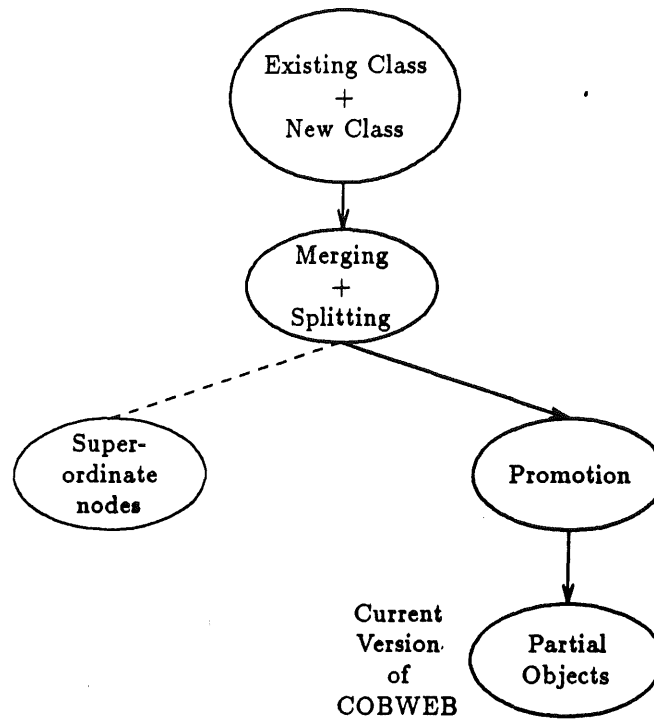 Existing Class
+
New Class
Merging
+
Splitting
Super-
ordinate
nodes
Promotion
Current
Version
of
COBWEB
Partial
Objects